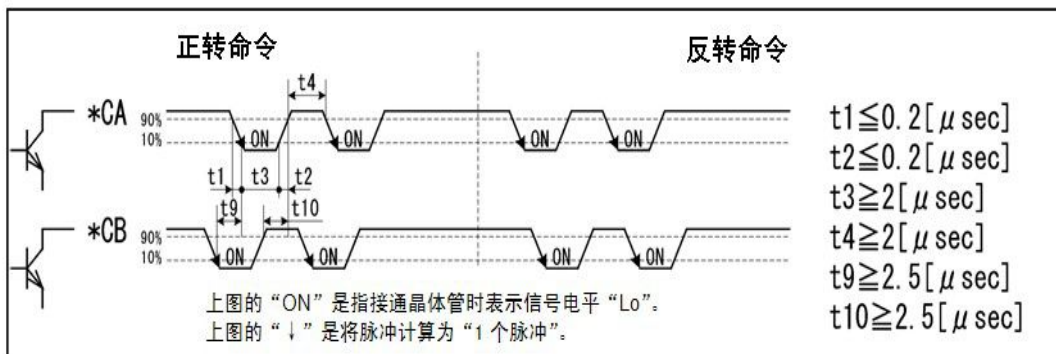 正转命令 反转命令
t4
*CA 90% 10% ON ON ON ON
t1 t3 t2
t9 t10
*CB 90% 10% ON ON ON ON
上图的“ON”是指接通晶体管时表示信号电平“Lo”。
上图的“↓”是将脉冲计算为“1个脉冲”。
t1≦0.2[μsec]
t2≦0.2[μsec]
t3≧2[μsec]
t4≧2[μsec]
t9≧2.5[μsec]
t10≧2.5[μsec]